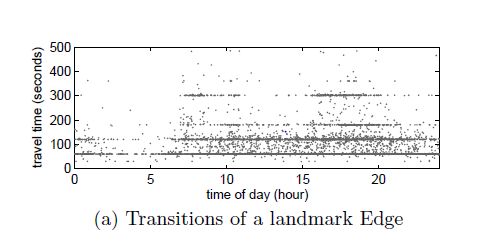 500
400
300
200
100
0
travel time (seconds)
0 5 10 15 20
time of day (hour)
(a) Transitions of a landmark Edge